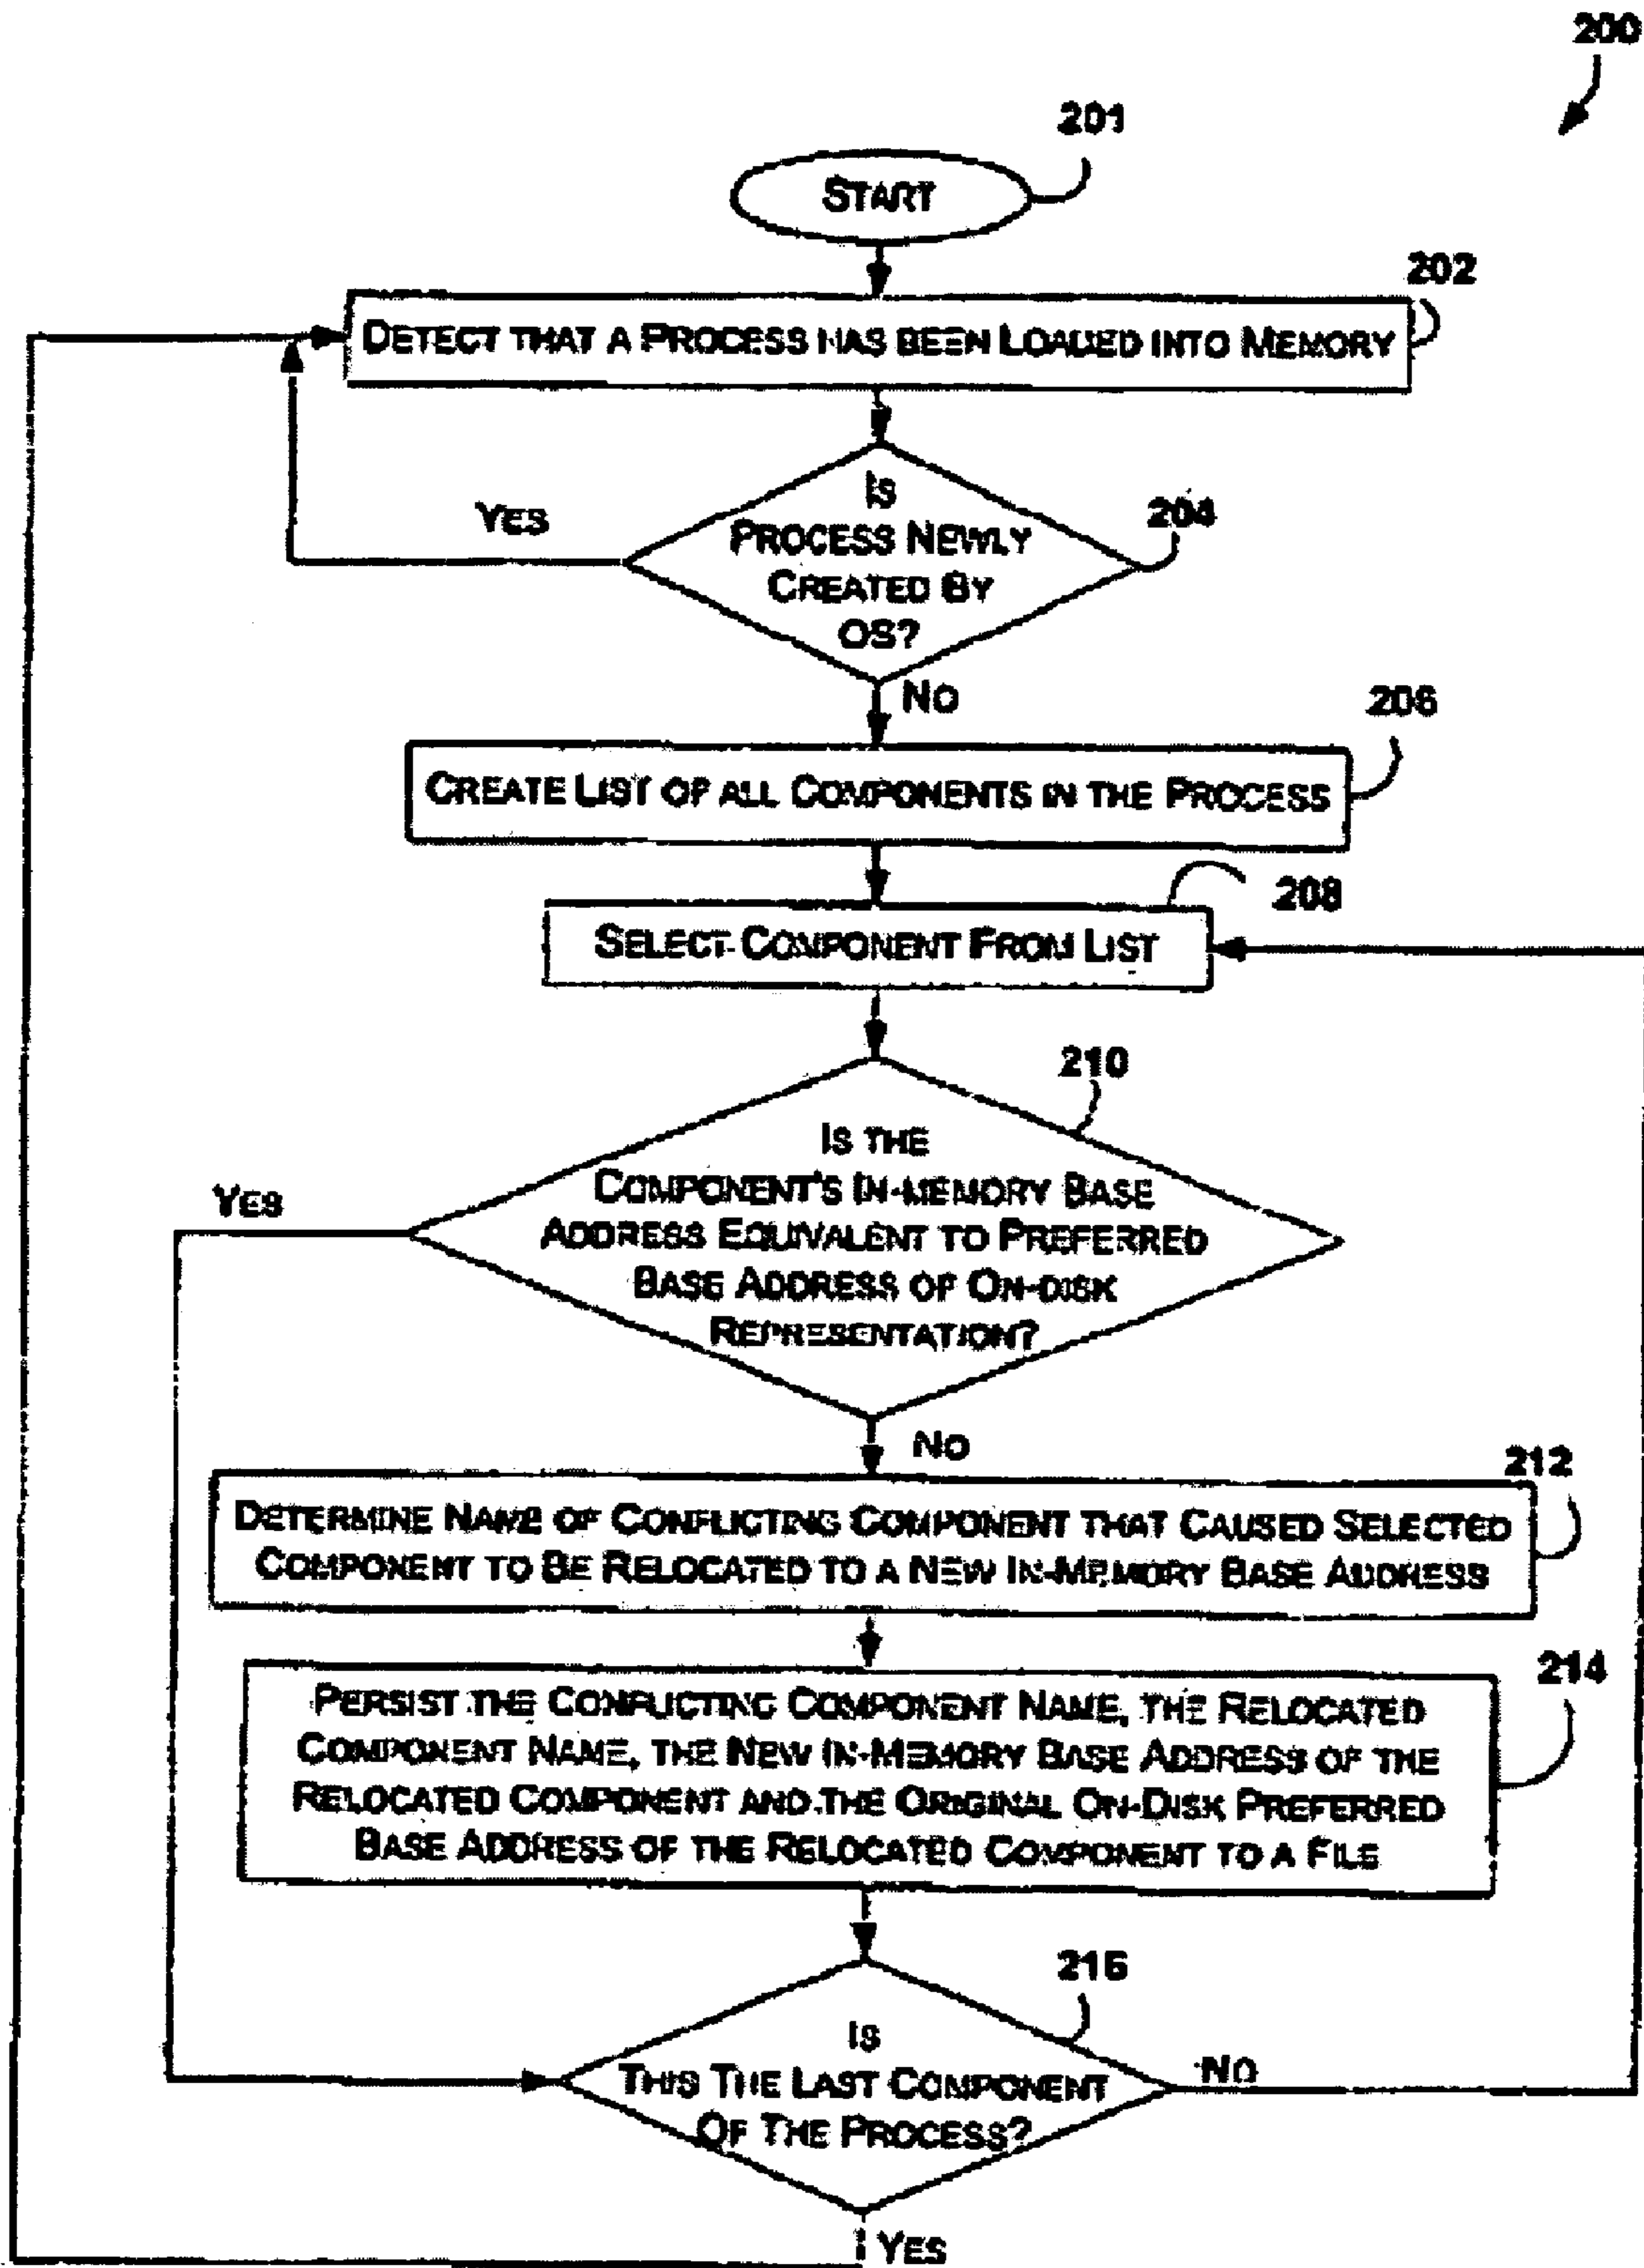 200
201
START
202
DETECT THAT A PROCESS HAS BEEN LOADED INTO MEMORY
YES
204
IS
PROCESS NEWLY
CREATED BY
OS?
NO
206
CREATE LIST OF ALL COMPONENTS IN THE PROCESS
208
SELECT COMPONENT FROM LIST
210
IS THE
COMPONENT'S IN-MEMORY BASE
ADDRESS EQUIVALENT TO PREFERRED
BASE ADDRESS OF ON-DISK
REPRESENTATION?
YES
NO
212
DETERMINE NAME OF CONFLICTING COMPONENT THAT CAUSED SELECTED
COMPONENT TO BE RELOCATED TO A NEW IN-MEMORY BASE ADDRESS
214
PERSIST THE CONFLICTING COMPONENT NAME, THE RELOCATED
COMPONENT NAME, THE NEW IN-MEMORY BASE ADDRESS OF THE
RELOCATED COMPONENT AND THE ORIGINAL ON-DISK PREFERRED
BASE ADDRESS OF THE RELOCATED COMPONENT TO A FILE
216
IS
THIS THE LAST COMPONENT
OF THE PROCESS?
NO
YES